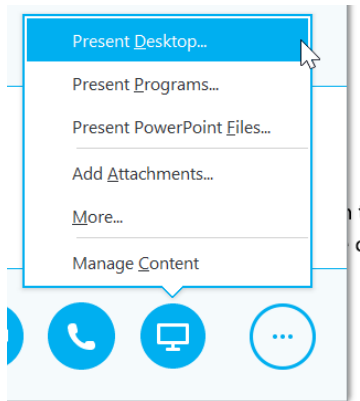 Present Desktop...
Present Programs...
Present PowerPoint Files...
Add Attachments...
More...
Manage Content